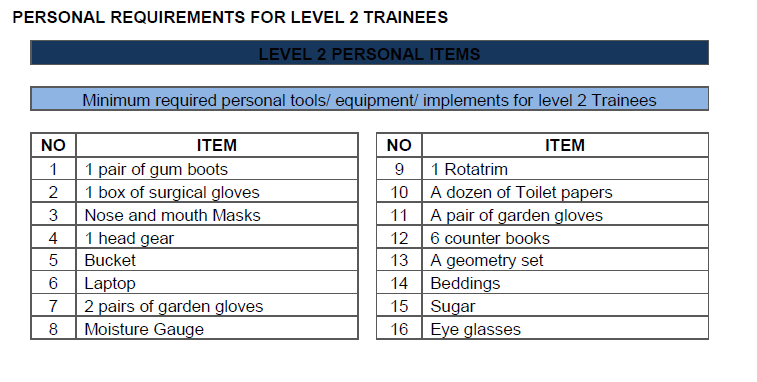 PERSONAL REQUIREMENTS FOR LEVEL 2 TRAINEES
LEVEL 2 PERSONAL ITEMS
Minimum required personal tools/ equipment/ implements for level 2 Trainees
NO ITEM
1 1 pair of gum boots
2 1 box of surgical gloves
3 Nose and mouth Masks
4 1 head gear
5 Bucket
6 Laptop
7 2 pairs of garden gloves
8 Moisture Gauge
NO ITEM
9 1 Rotatrim
10 A dozen of Toilet papers
11 A pair of garden gloves
12 6 counter books
13 A geometry set
14 Beddings
15 Sugar
16 Eye glasses